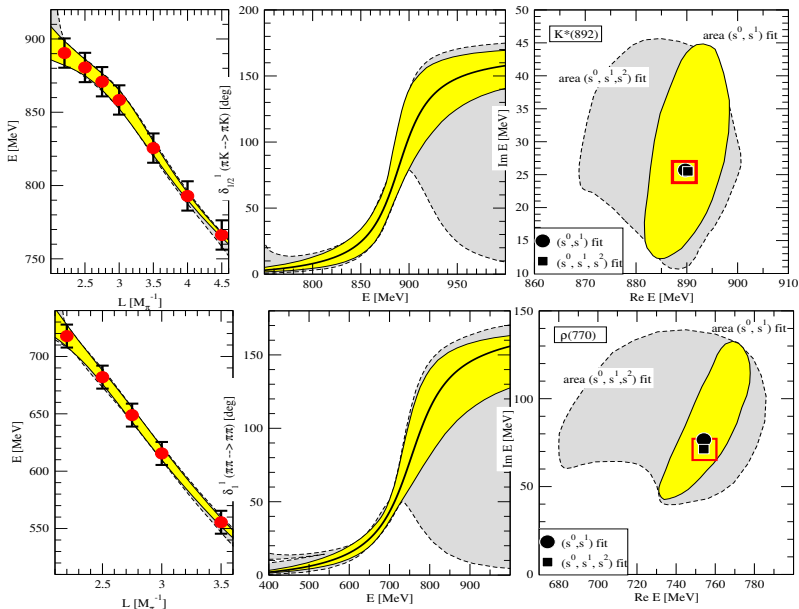 900
850
800
750
E [MeV]
2.5 3 3.5 4 4.5
L [M_π^-1]
200
150
100
50
0
δ_1/2^1 (πK --> πK) [deg]
800 850 900 950
E [MeV]
50
45
40
35
30
25
20
15
10
Im E [MeV]
K*(892)
area (s^0, s^1) fit
area (s^0, s^1,s^2) fit
(s^0,s^1) fit
(s^0, s^1, s^2) fit
860 870 880 890 900 910
Re E [MeV]
700
650
600
550
E [MeV]
2.5 3 3.5
L [M_π^-1]
150
100
50
0
δ_1^1 (ππ --> ππ) [deg]
400 500 600 700 800 900
E [MeV]
150
100
50
0
Im E [MeV]
ρ(770)
area (s^0, s^1) fit
area (s^0, s^1,s^2) fit
(s^0,s^1) fit
(s^0, s^1, s^2) fit
680 700 720 740 760 780 800
Re E [MeV]